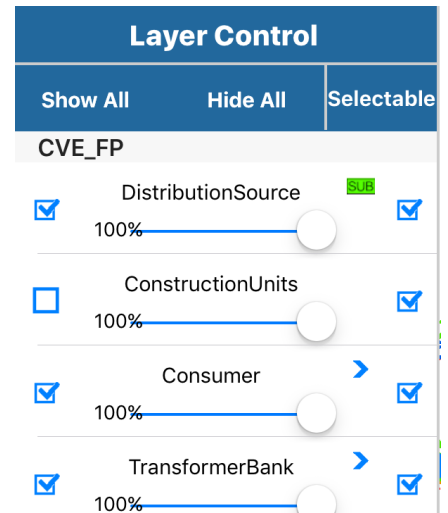 Layer Control
Show All Hide All Selectable
CVE_FP
DistributionSource SUB
100%
ConstructionUnits
100%
Consumer
100%
TransformerBank
100%